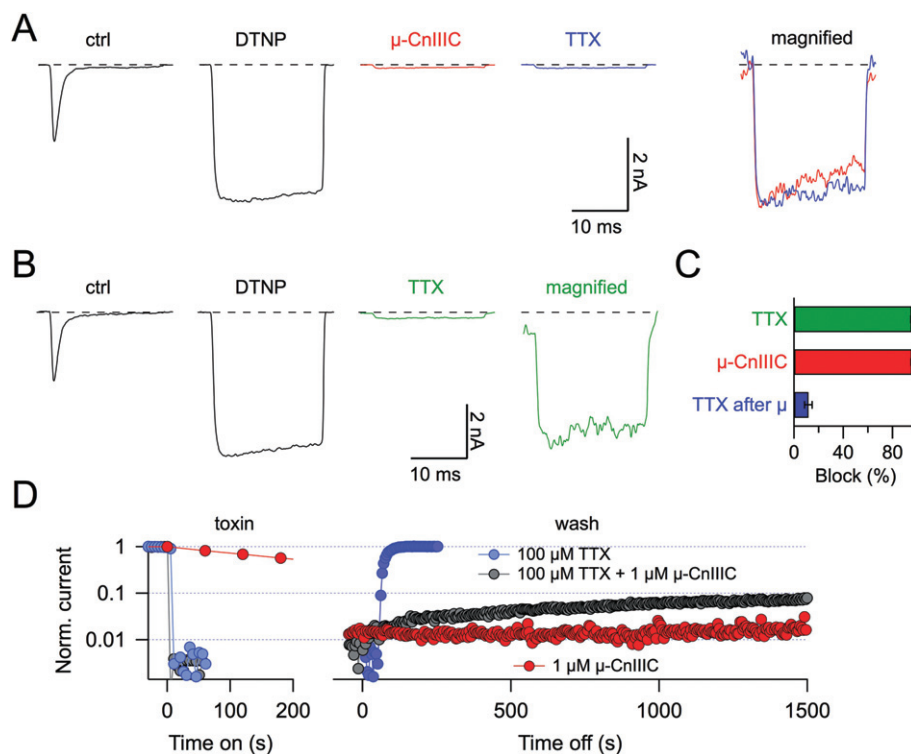 A
ctrl
DTNP
μ-CnIIIC
TTX
magnified
2 nA
10 ms
B
ctrl
DTNP
TTX
magnified
2 nA
10 ms
C
TTX
μ-CnIIIC
TTX after μ
0 40 80
Block (%)
D
toxin
wash
Norm. current
1
0.1
0.01
100 μM TTX
100 μM TTX + 1 μM μ-CnIIIC
1 μM μ-CnIIIC
0 100 200
0 500 1000 1500
Time on (s)
Time off (s)